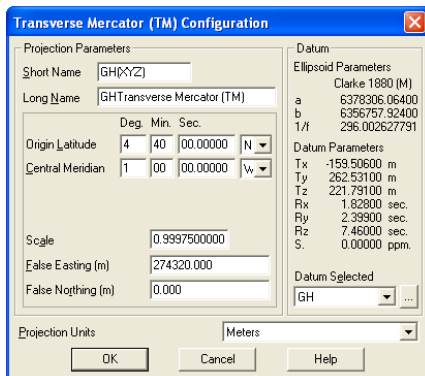 Transverse Mercator (TM) Configuration
Projection Parameters
Short Name GH(XYZ)
Long Name GHTransverse Mercator (TM)
Deg. Min. Sec.
Origin Latitude 4 40 00.00000 N
Central Meridian 1 00 00.00000 W
Scale 0.9997500000
False Easting (m) 274320.000
False Northing (m) 0.000
Datum
Ellipsoid Parameters
Clarke 1880 (M)
a 6378306.06400
b 6356757.92400
1/f 296.002627791
Datum Parameters
Tx -159.50600 m
Ty 262.53100 m
Tz 221.79100 m
Rx 1.82800 sec.
Ry 2.39900 sec.
Rz 7.46000 sec.
S. 0.00000 ppm.
Datum Selected
GH ...
Projection Units Meters
OK Cancel Help